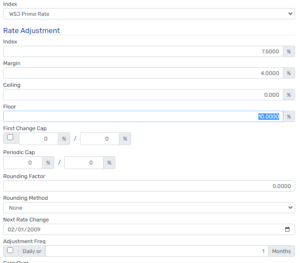 Index
WSJ Prime Rate
Rate Adjustment
Index
7.5000 %
Margin
4.0000 %
Ceiling
0.000 %
Floor
10.0000 %
First Change Cap
0 % / 0 %
Periodic Cap
0 % / 0 %
Rounding Factor
0.0000
Rounding Method
None
Next Rate Change
02/01/2009
Adjustment Freq
Daily or 1 Months